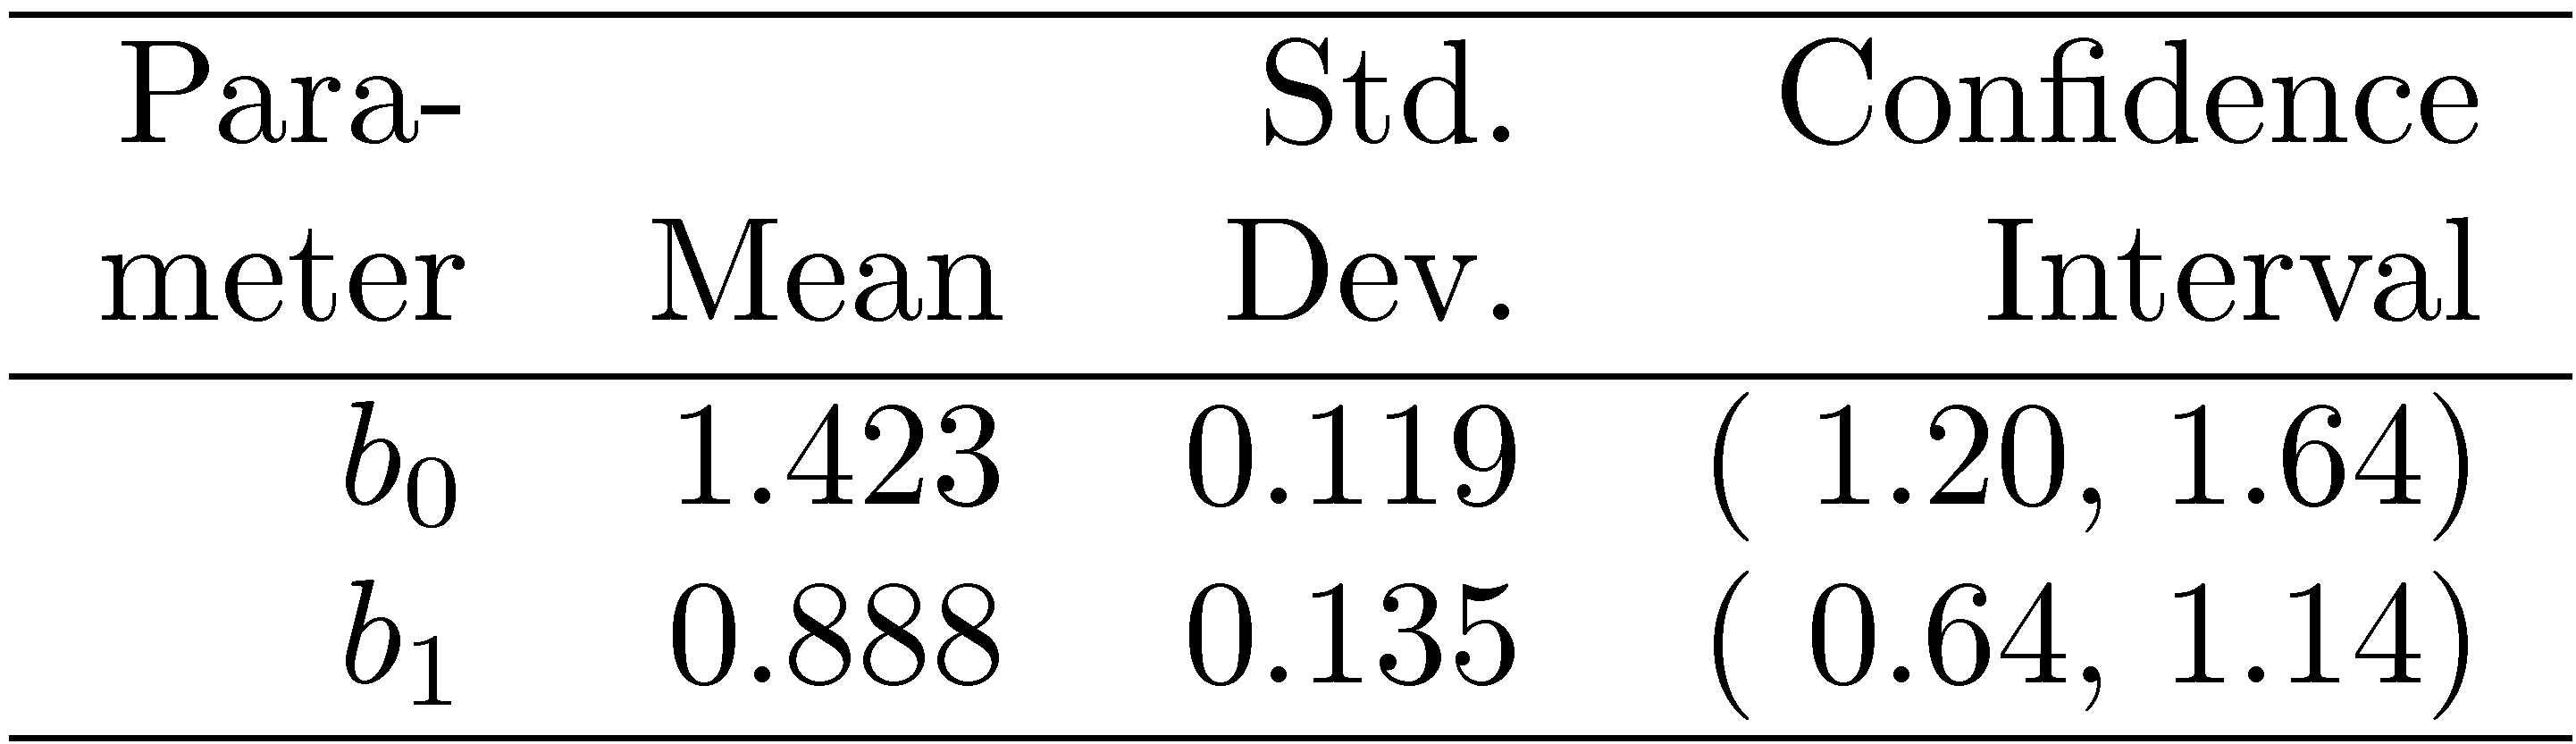 Para- Std. Confidence
meter Mean Dev. Interval
b₀ 1.423 0.119 ( 1.20, 1.64)
b₁ 0.888 0.135 ( 0.64, 1.14)